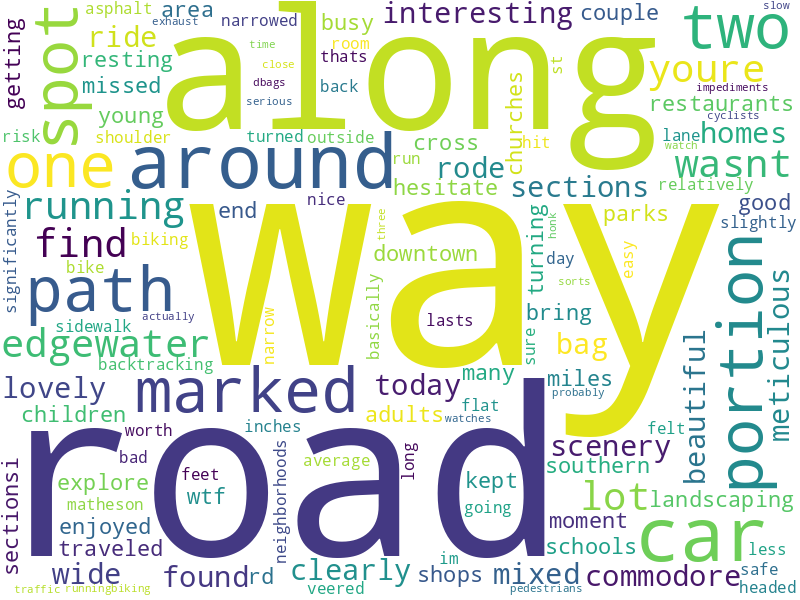 asphalt
exhaust
narrowed
busy
interesting
couple
slow
area
ride
two
getting
spot
along
room
time
close
thats
st
youre
resting
missed
dbags
serious
back
impediments
young
restaurants
cyclists
risk
shoulder
turned
outside
cross
churches
hit
lane
homes
watch
one
around
run
rode
wasnt
hesitate
sections
relatively
significantly
running
end
nice
parks
good
slightly
find
biking
three
way
turning
honk
day
easy
downtown
bike
path
sorts
portion
actually
lasts
bring
sidewalk
narrow
basically
sure
edgewater
bag
beautiful
meticulous
backtracking
many
miles
lovely
marked
today
probably
children
adults
flat
watches
road
worth
inches
felt
bad
neighborhoods
average
long
scenery
sectionsi
explore
feet
wtf
kept
southern
matheson
going
lot
landscaping
enjoyed
moment
car
traveled
im
schools
less
wide
found
rd
clearly
shops
mixed
commodore
safe
headed
traffic
runningbiking
veered
pedestrians